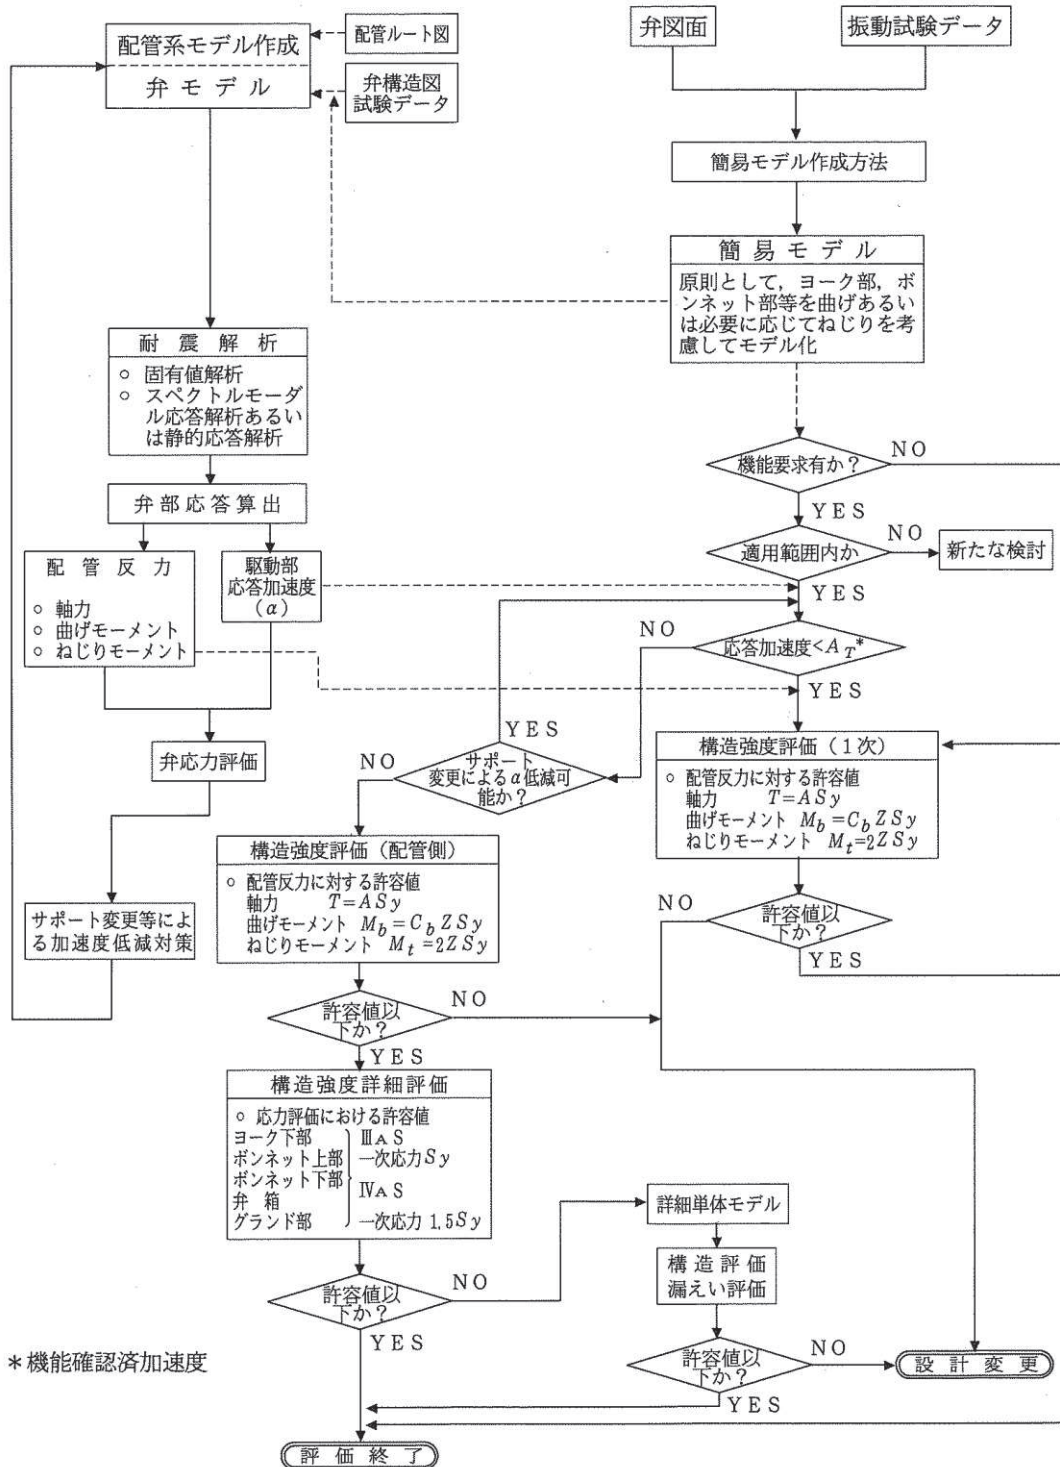 配管系モデル作成
弁モデル
配管ルート図
弁構造図
試験データ
弁図面
振動試験データ
簡易モデル作成方法
簡易モデル
原則として，ヨーク部，ボ
ンネット部等を曲げあるい
は必要に応じてねじりを考
慮してモデル化
耐震解析
○ 固有値解析
○ スペクトルモーダ
ル応答解析あるい
は静的応答解析
機能要求有か？
NO
YES
弁部応答算出
適用範囲内か
NO
新たな検討
YES
配管反力
○ 軸力
○ 曲げモーメント
○ ねじりモーメント
駆動部
応答加速度
(α)
応答加速度<A_T*
NO
YES
弁応力評価
サポート
変更によるα低減可
能か？
YES
NO
構造強度評価（1次）
○ 配管反力に対する許容値
軸力 T=ASy
曲げモーメント M_b=C_b ZSy
ねじりモーメント M_t=2ZSy
構造強度評価（配管側）
○ 配管反力に対する許容値
軸力 T=ASy
曲げモーメント M_b=C_b ZSy
ねじりモーメント M_t=2ZSy
サポート変更等によ
る加速度低減対策
許容値以
下か？
NO
YES
許容値以
下か？
NO
YES
構造強度詳細評価
○ 応力評価における許容値
ヨーク下部 ⅢAS
ボンネット上部 一次応力Sy
ボンネット下部
弁箱 ⅣAS
グランド部 一次応力 1.5Sy
詳細単体モデル
構造評価
漏えい評価
許容値以
下か？
NO
YES
許容値以
下か？
NO
YES
設計変更
*機能確認済加速度
評価終了